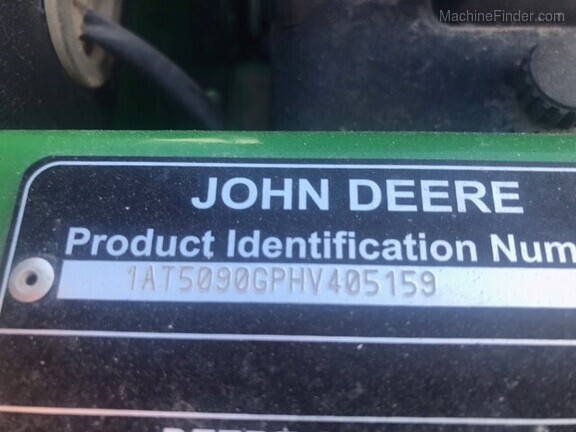 MachineFinder.com
JOHN DEERE
Product Identification Num
1AT5090GPHV405159